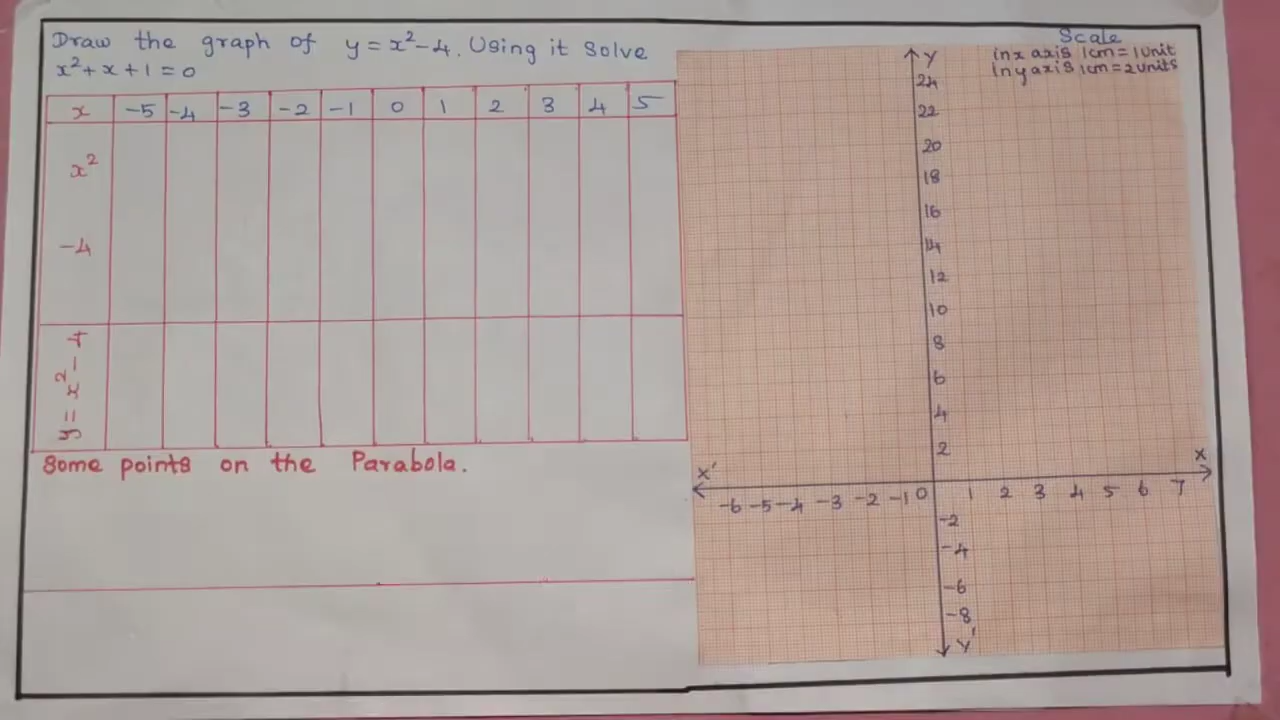 Draw the graph of y = x² - 4. Using it solve
x² + x + 1 = 0
x -5 -4 -3 -2 -1 0 1 2 3 4 5
x²
-4
y = x² - 4
Some points on the Parabola.
Scale
In x axis 1cm = 1 Unit
In y axis 1cm = 2 units
Y
24
22
20
18
16
14
12
10
8
6
4
2
X' X
-6 -5 -4 -3 -2 -1 0 1 2 3 4 5 6 7
-2
-4
-6
-8
Y'